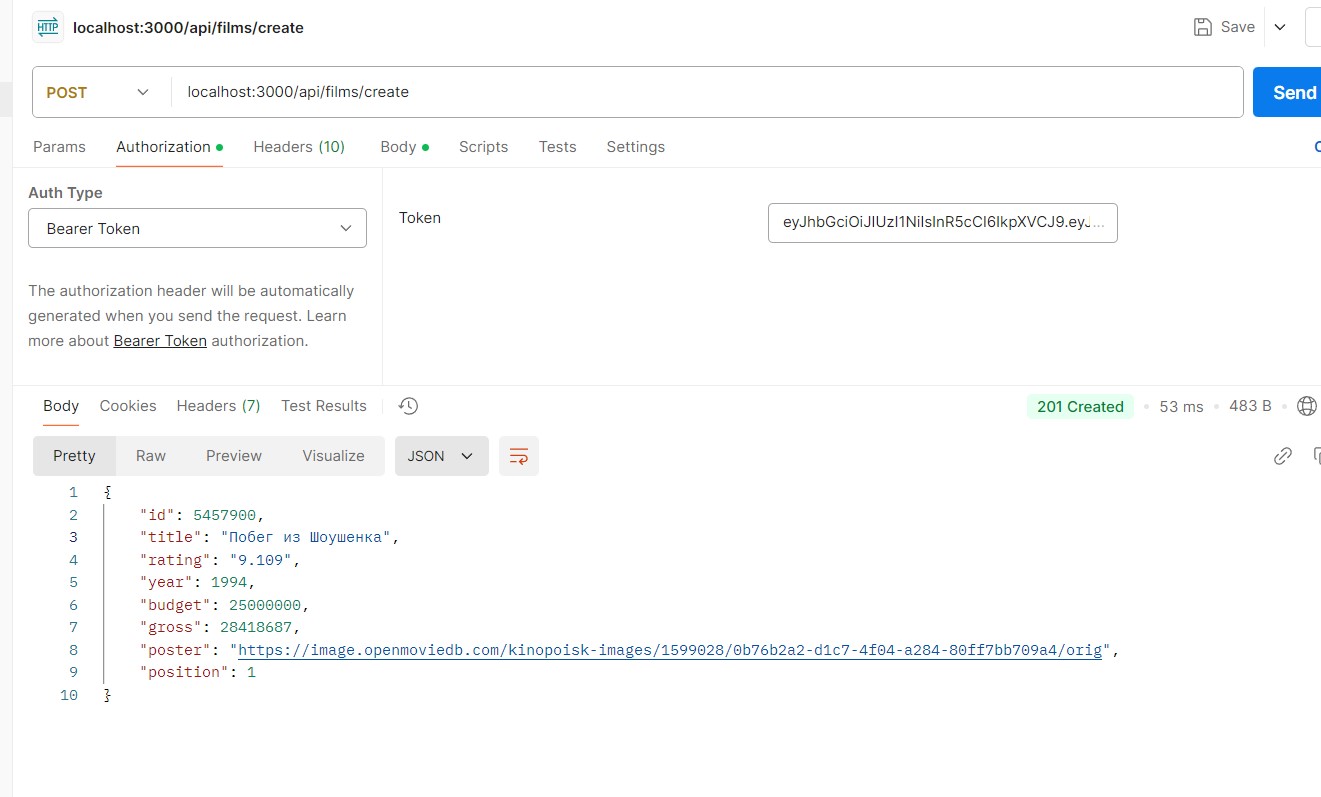 HTTP localhost:3000/api/films/create Save
POST localhost:3000/api/films/create Send
Params Authorization Headers (10) Body Scripts Tests Settings
Auth Type
Bearer Token
Token eyJhbGciOiJIUzI1NiIsInR5cCI6IkpXVCJ9.eyJ...
The authorization header will be automatically
generated when you send the request. Learn
more about Bearer Token authorization.
Body Cookies Headers (7) Test Results 201 Created 53 ms 483 B
Pretty Raw Preview Visualize JSON
1 {
2 "id": 5457900,
3 "title": "Побег из Шоушенка",
4 "rating": "9.109",
5 "year": 1994,
6 "budget": 25000000,
7 "gross": 28418687,
8 "poster": "https://image.openmoviedb.com/kinopoisk-images/1599028/0b76b2a2-d1c7-4f04-a284-80ff7bb709a4/orig",
9 "position": 1
10 }